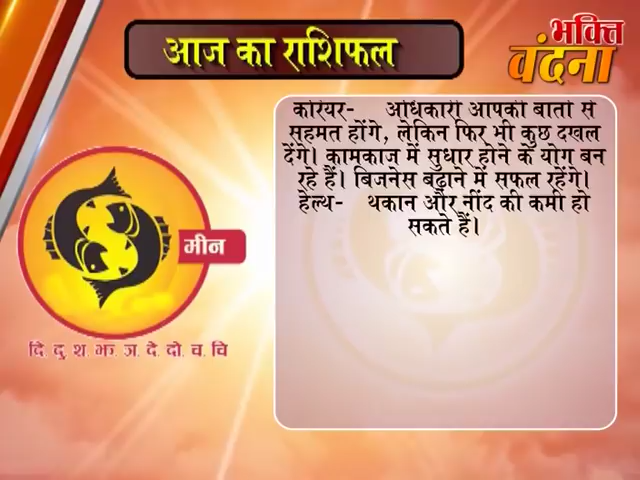 आज का राशिफल
भक्ति
वंदना
करियर- अधिकारी आपकी बातों से
सहमत होंगे, लेकिन फिर भी कुछ दखल
देंगे। कामकाज में सुधार होने के योग बन
रहे हैं। बिजनेस बढ़ाने में सफल रहेंगे।
हेल्थ- थकान और नींद की कमी हो
सकते हैं।
मीन
दि. दु. श. झ. ञ. दे. दो. च. चि